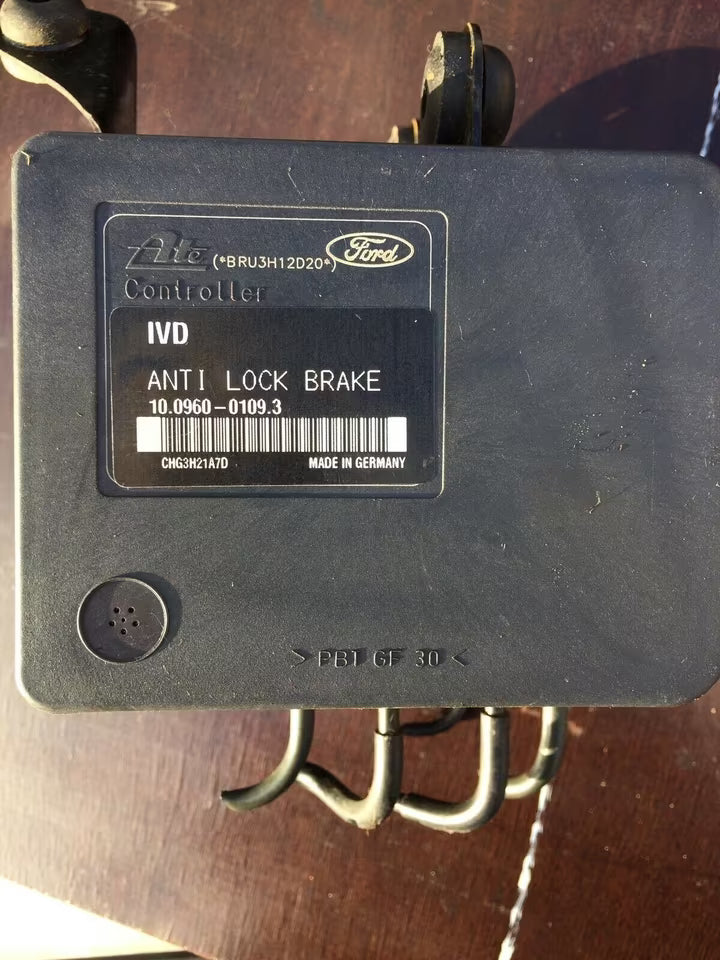 Ate (*BRU3H12D20*) Ford
Controller
IVD
ANTI LOCK BRAKE
10.0960-0109.3
CHG3H21A7D MADE IN GERMANY
> PBT GF 30 <